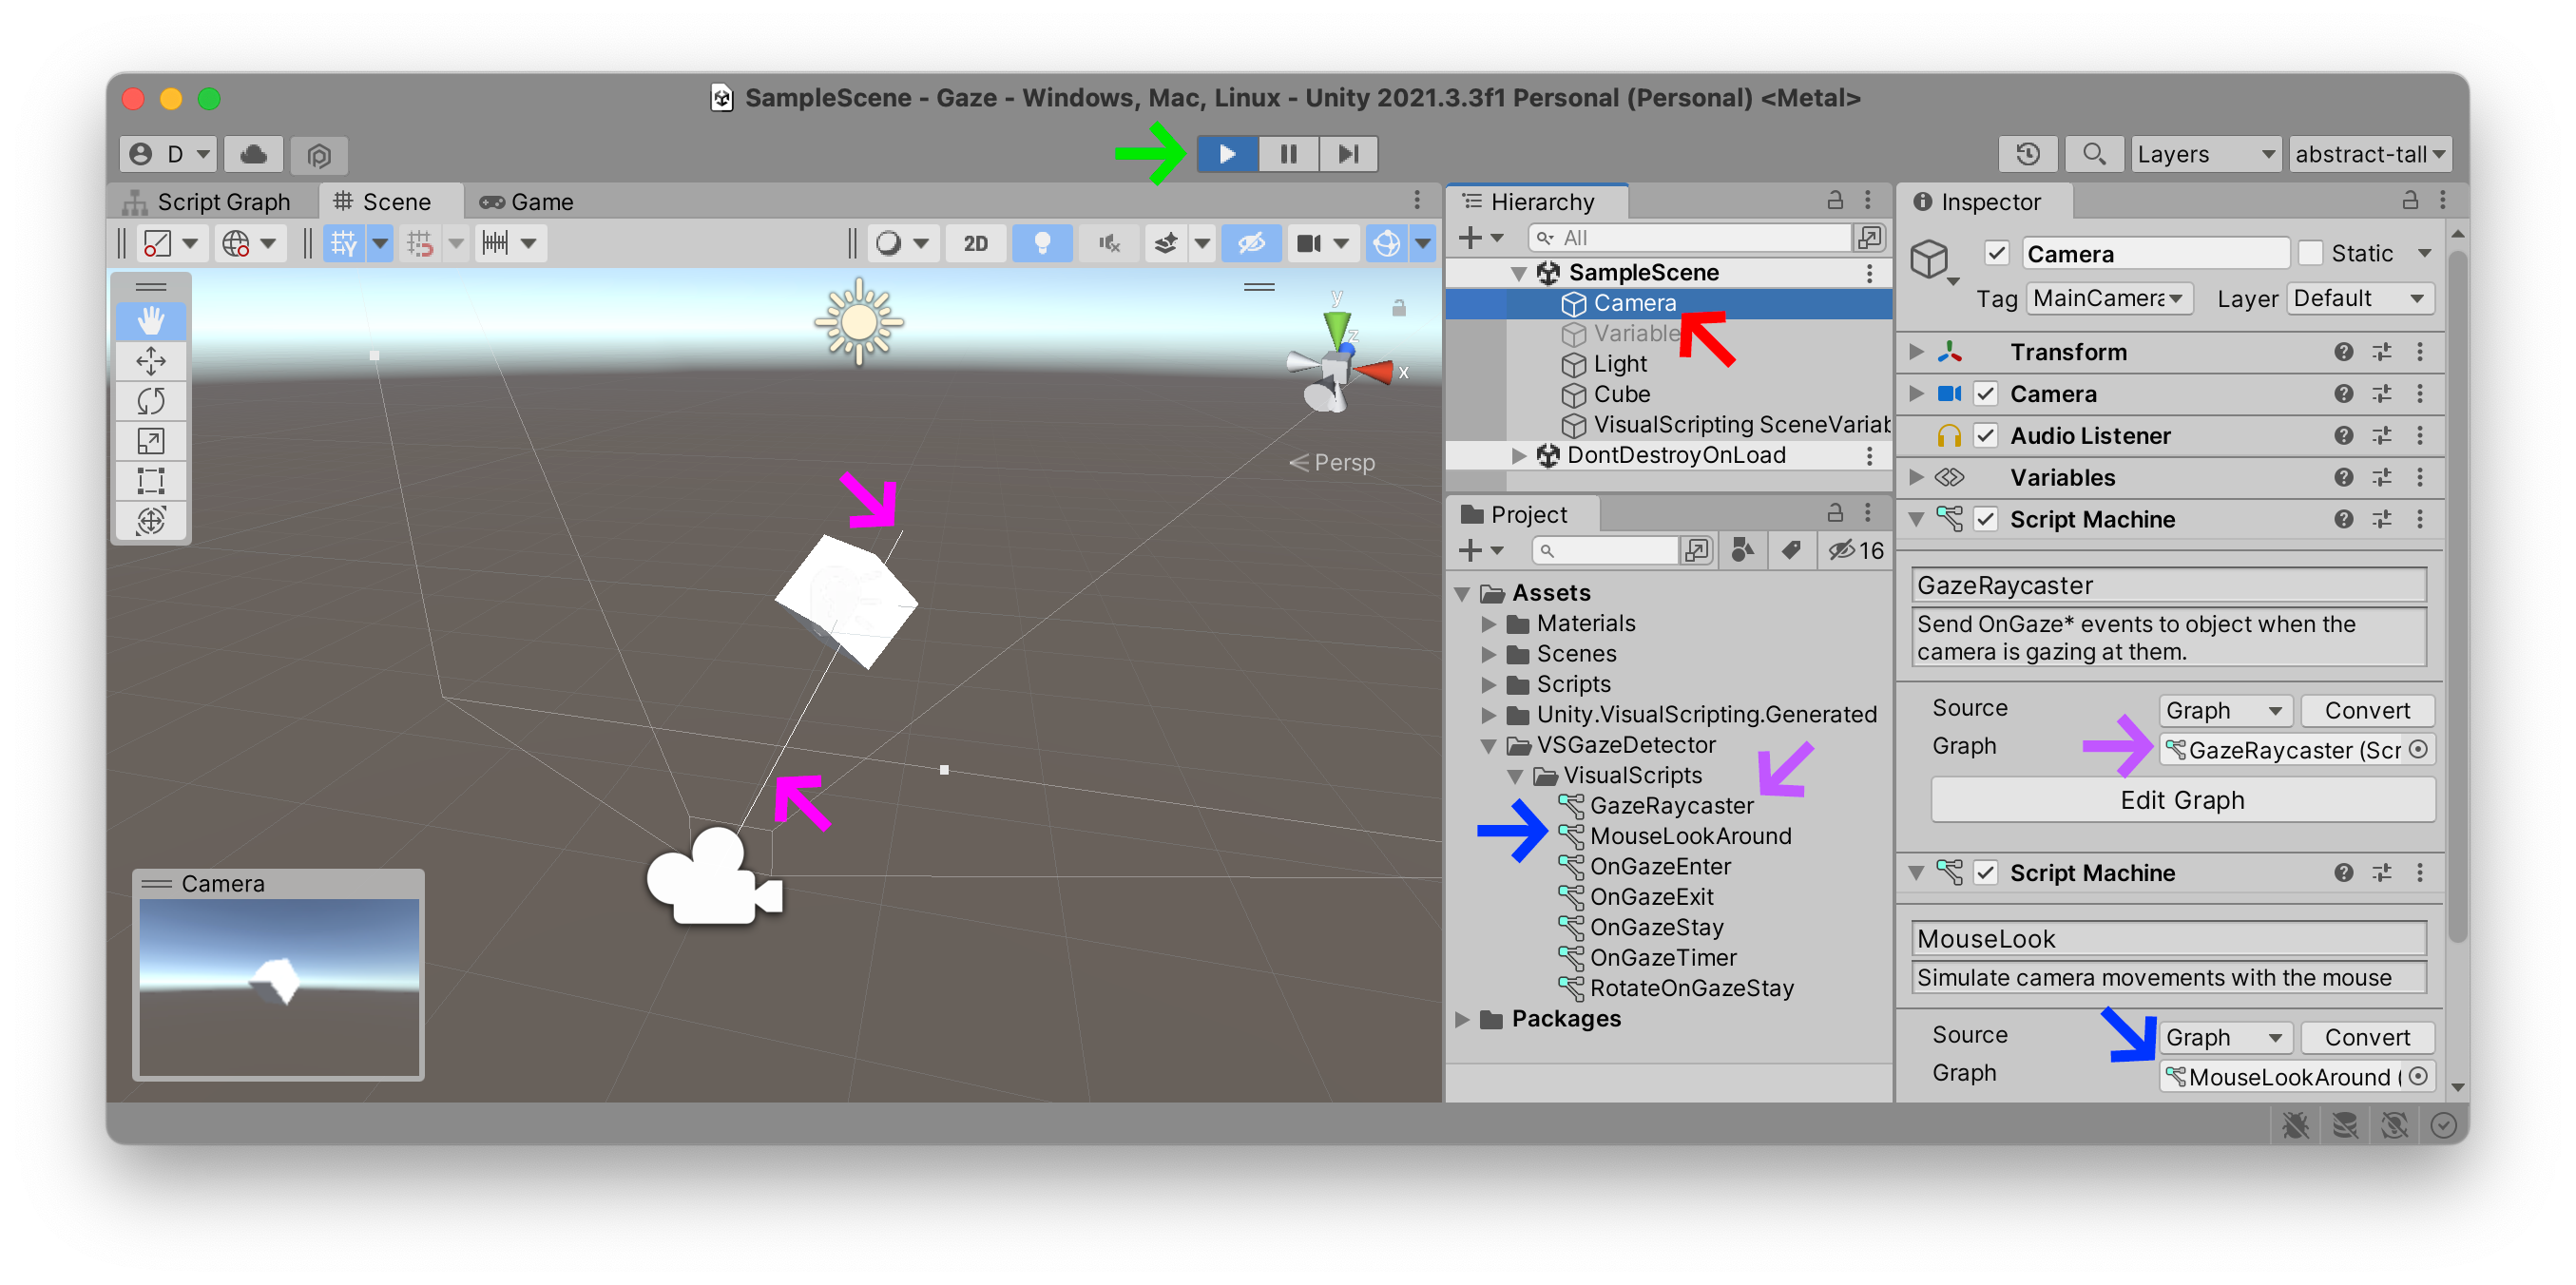 SampleScene - Gaze - Windows, Mac, Linux - Unity 2021.3.3f1 Personal (Personal) <Metal>
D
Layers
abstract-tall
Script Graph
Scene
Game
2D
y
z
x
Persp
Camera
Hierarchy
All
SampleScene
Camera
Variable
Light
Cube
VisualScripting SceneVariab
DontDestroyOnLoad
Project
16
Assets
Materials
Scenes
Scripts
Unity.VisualScripting.Generated
VSGazeDetector
VisualScripts
GazeRaycaster
MouseLookAround
OnGazeEnter
OnGazeExit
OnGazeStay
OnGazeTimer
RotateOnGazeStay
Packages
Inspector
Camera
Static
Tag MainCamera Layer Default
Transform
Camera
Audio Listener
Variables
Script Machine
GazeRaycaster
Send OnGaze* events to object when the
camera is gazing at them.
Source Graph Convert
Graph GazeRaycaster (Scr
Edit Graph
Script Machine
MouseLook
Simulate camera movements with the mouse
Source Graph Convert
Graph MouseLookAround (